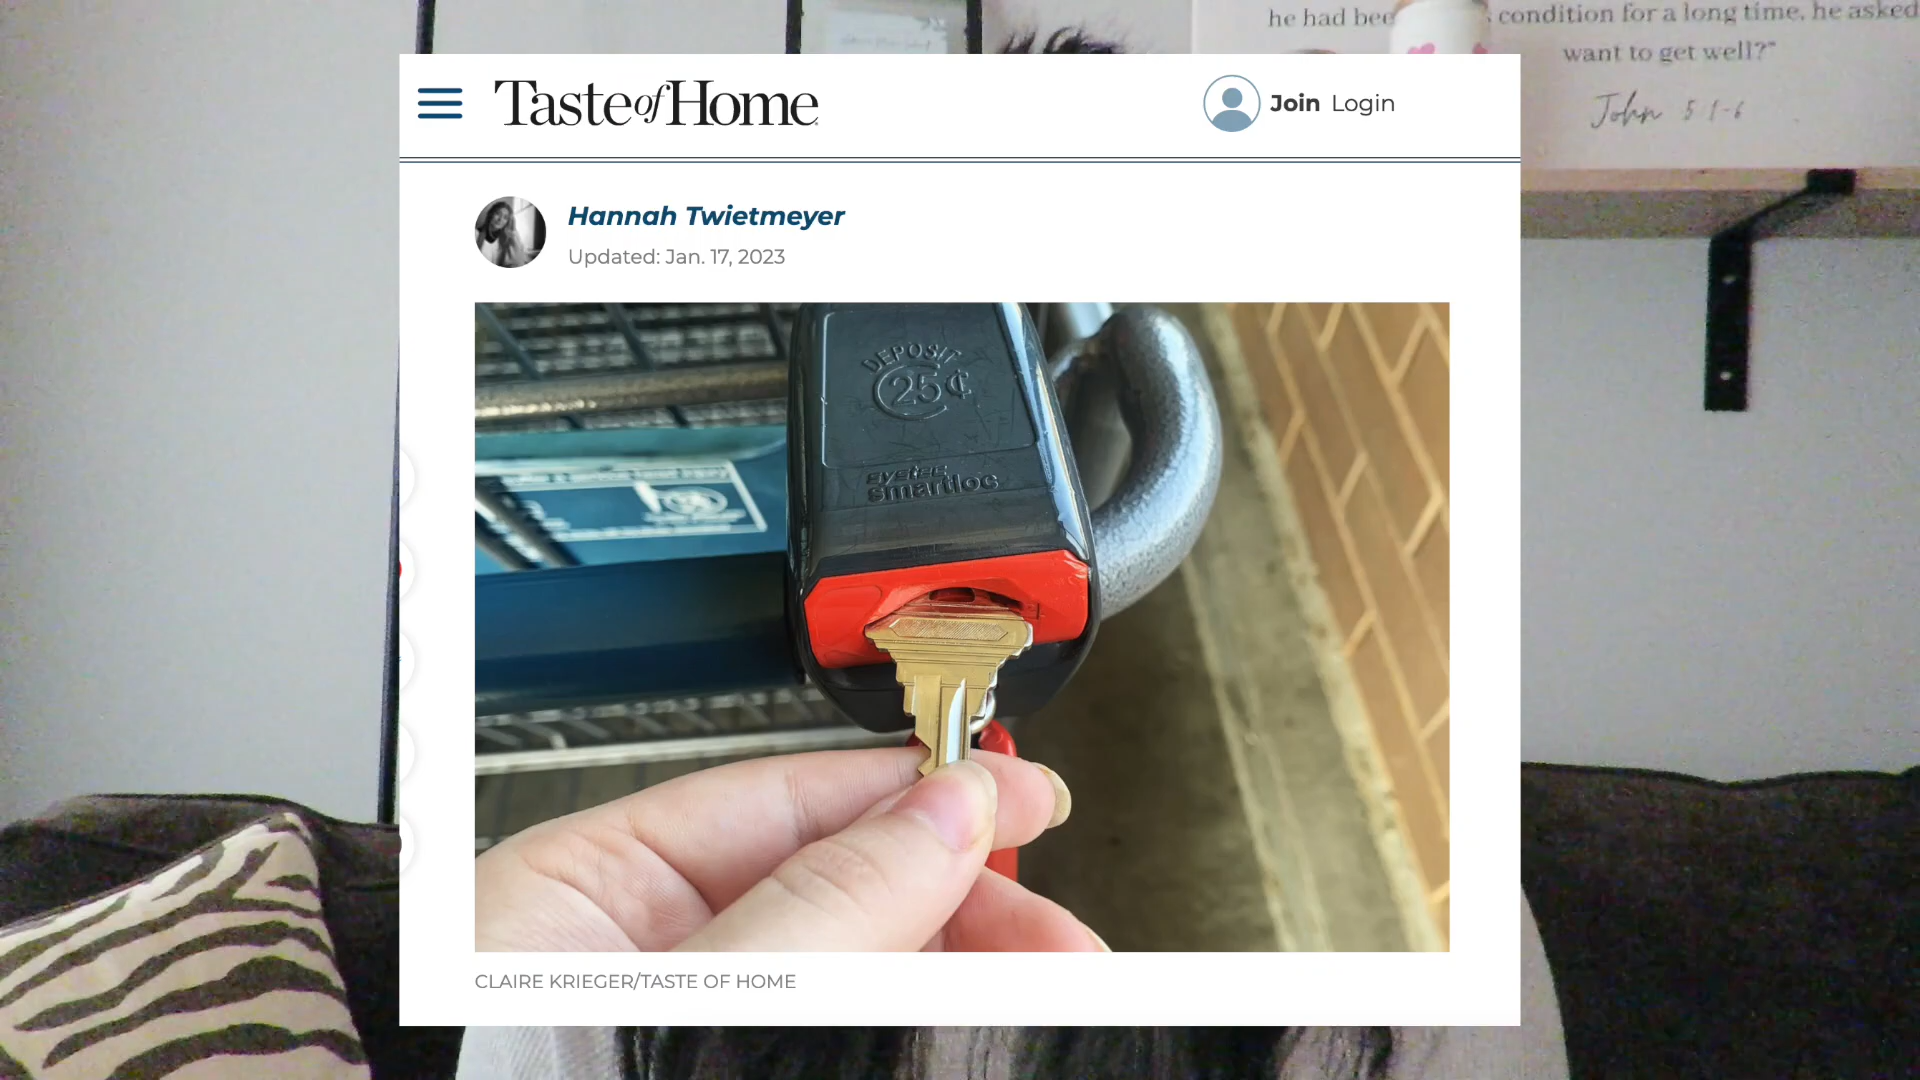 he had bee
condition for a long time, he asked
want to get well?"
John 5:1-6
Taste of Home
Join Login
Hannah Twietmeyer
Updated: Jan. 17, 2023
DEPOSIT
25¢
systec
smartloc
CLAIRE KRIEGER/TASTE OF HOME